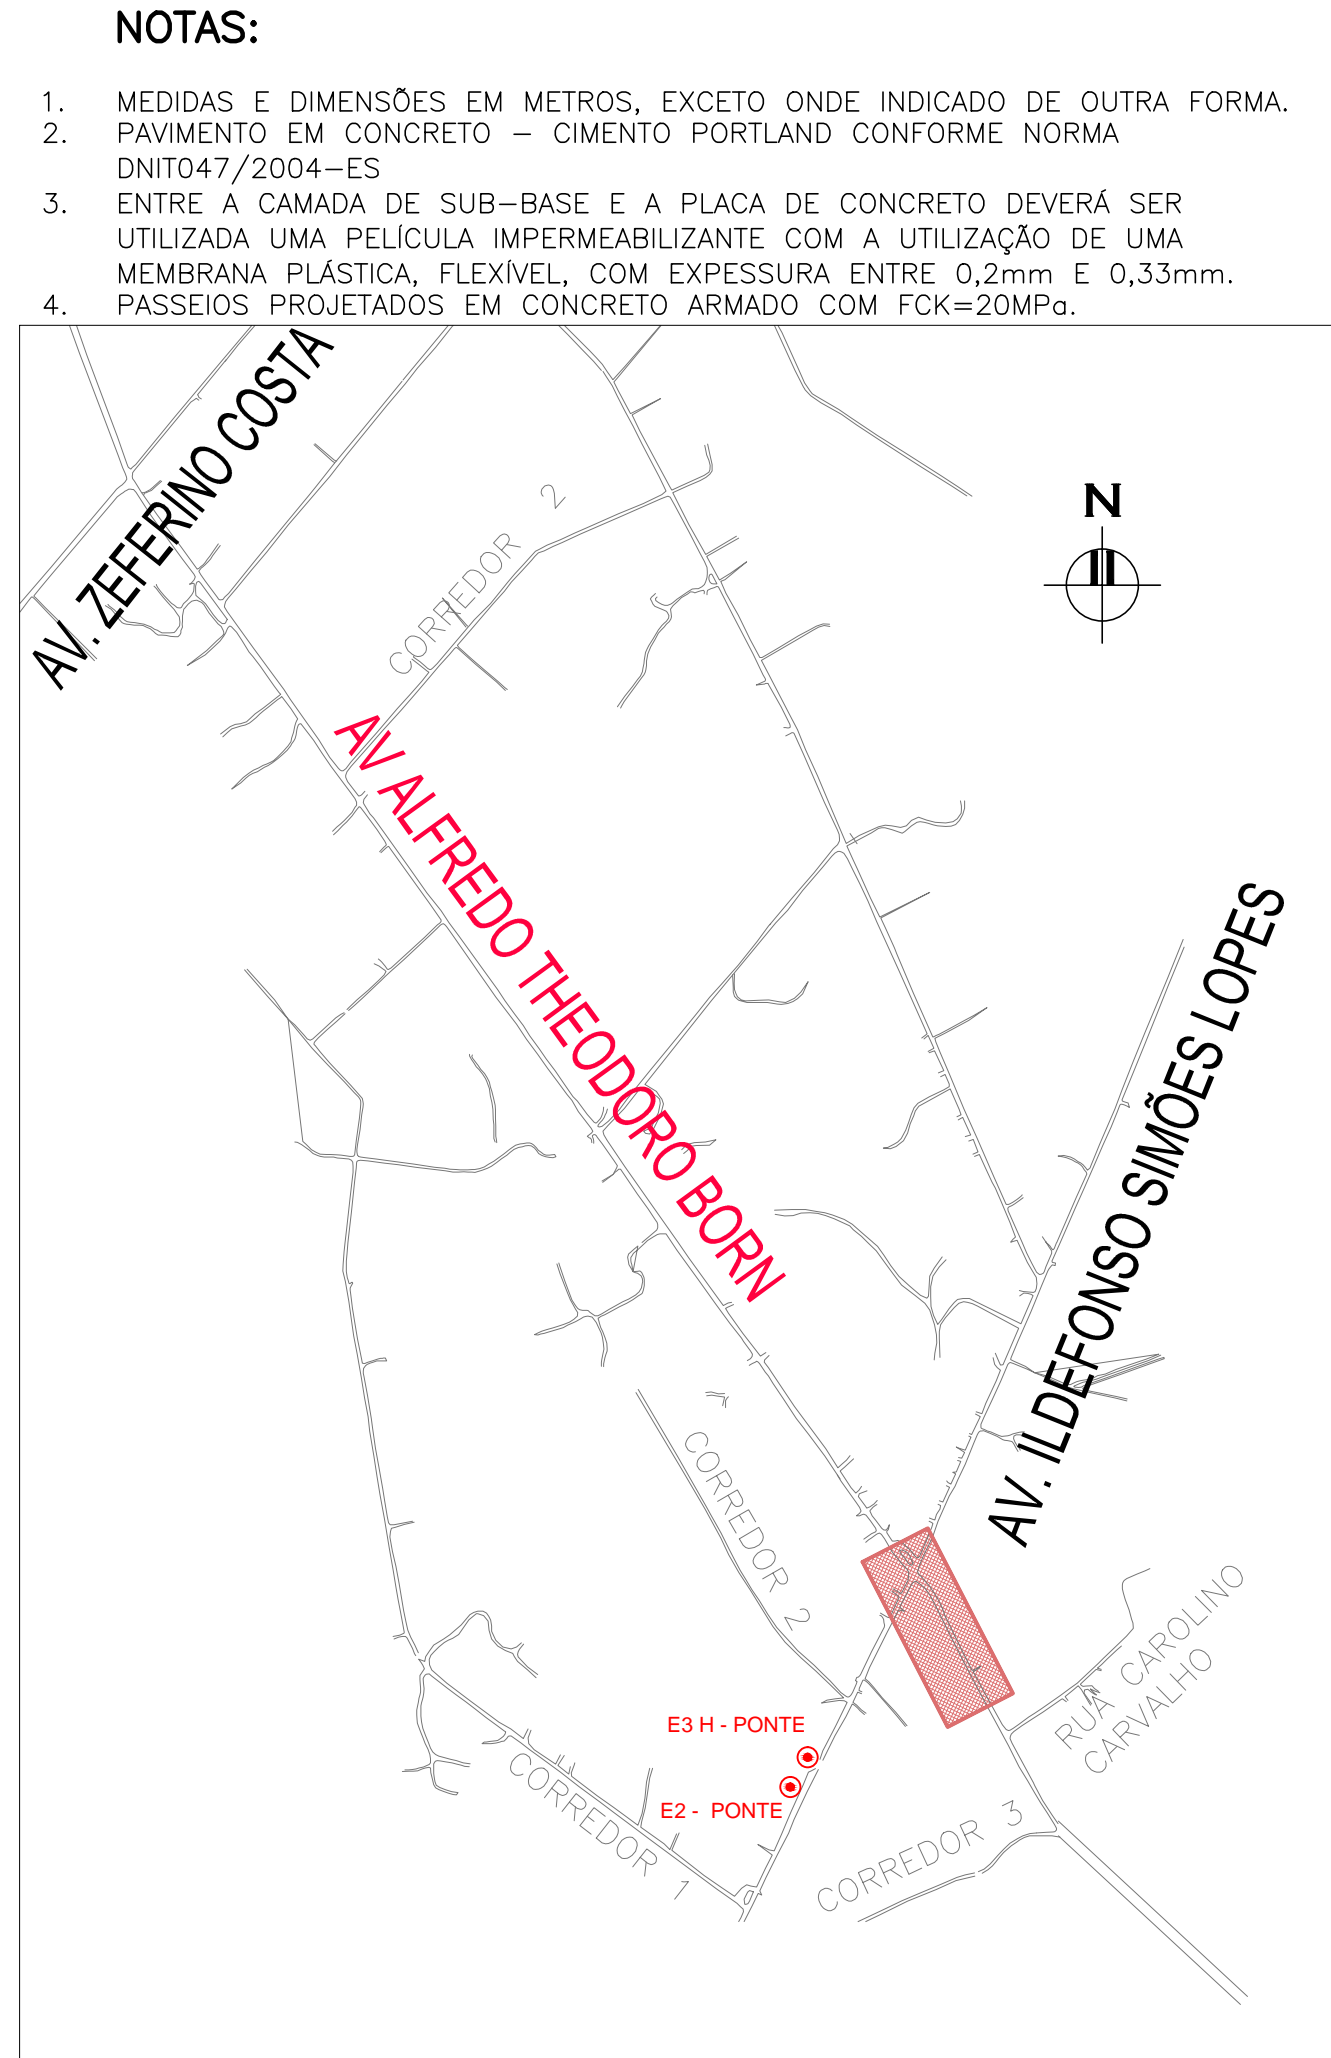 NOTAS:
1. MEDIDAS E DIMENSÕES EM METROS, EXCETO ONDE INDICADO DE OUTRA FORMA.
2. PAVIMENTO EM CONCRETO – CIMENTO PORTLAND CONFORME NORMA
DNIT047/2004–ES
3. ENTRE A CAMADA DE SUB–BASE E A PLACA DE CONCRETO DEVERÁ SER
UTILIZADA UMA PELÍCULA IMPERMEABILIZANTE COM A UTILIZAÇÃO DE UMA
MEMBRANA PLÁSTICA, FLEXÍVEL, COM EXPESSURA ENTRE 0,2mm E 0,33mm.
4. PASSEIOS PROJETADOS EM CONCRETO ARMADO COM FCK=20MPa.
AV. ZEFERINO COSTA
CORREDOR 2
N
AV ALFREDO THEODORO BORN
AV. ILDEFONSO SIMÕES LOPES
CORREDOR 2
RUA CAROLINO
CARVALHO
E3 H - PONTE
E2 - PONTE
CORREDOR 1
CORREDOR 3